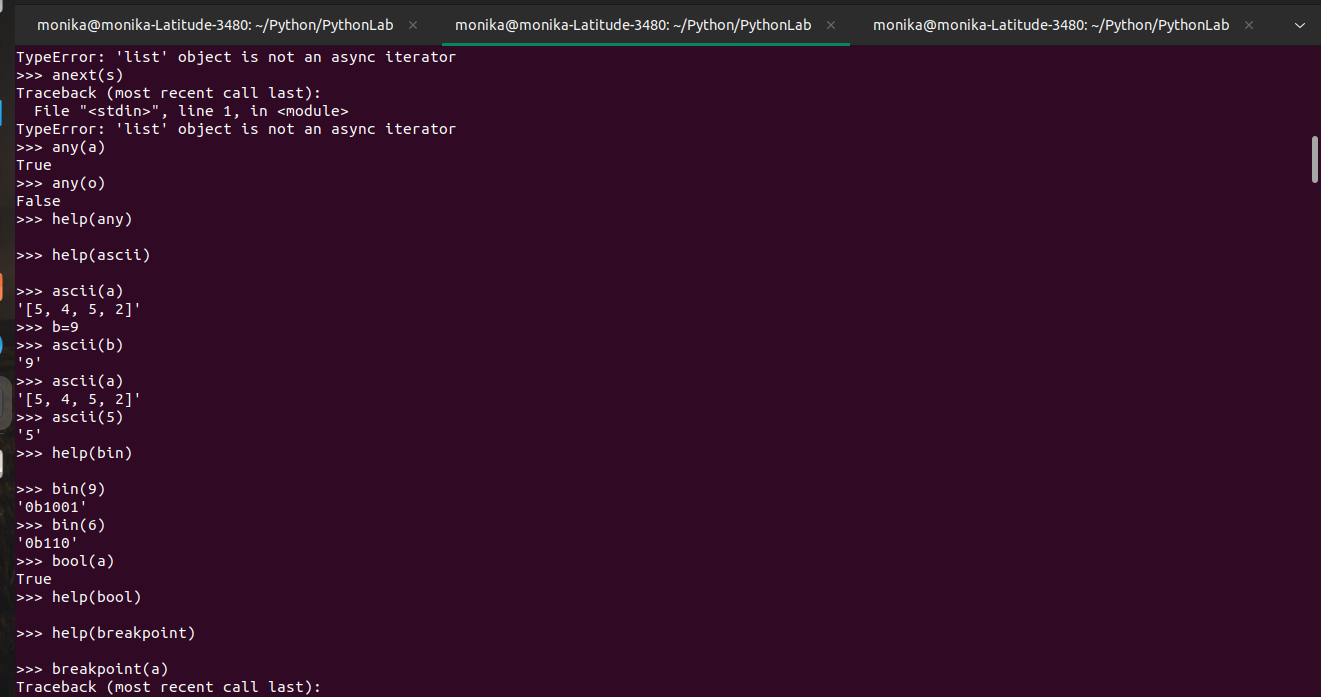 monika@monika-Latitude-3480: ~/Python/PythonLab × monika@monika-Latitude-3480: ~/Python/PythonLab × monika@monika-Latitude-3480: ~/Python/PythonLab ×
TypeError: 'list' object is not an async iterator
>>> anext(s)
Traceback (most recent call last):
  File "<stdin>", line 1, in <module>
TypeError: 'list' object is not an async iterator
>>> any(a)
True
>>> any(o)
False
>>> help(any)

>>> help(ascii)

>>> ascii(a)
'[5, 4, 5, 2]'
>>> b=9
>>> ascii(b)
'9'
>>> ascii(a)
'[5, 4, 5, 2]'
>>> ascii(5)
'5'
>>> help(bin)

>>> bin(9)
'0b1001'
>>> bin(6)
'0b110'
>>> bool(a)
True
>>> help(bool)

>>> help(breakpoint)

>>> breakpoint(a)
Traceback (most recent call last):